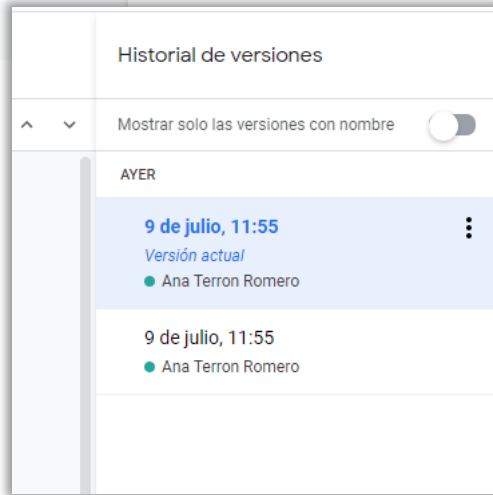 Historial de versiones
Mostrar solo las versiones con nombre
AYER
9 de julio, 11:55
Versión actual
Ana Terron Romero
9 de julio, 11:55
Ana Terron Romero